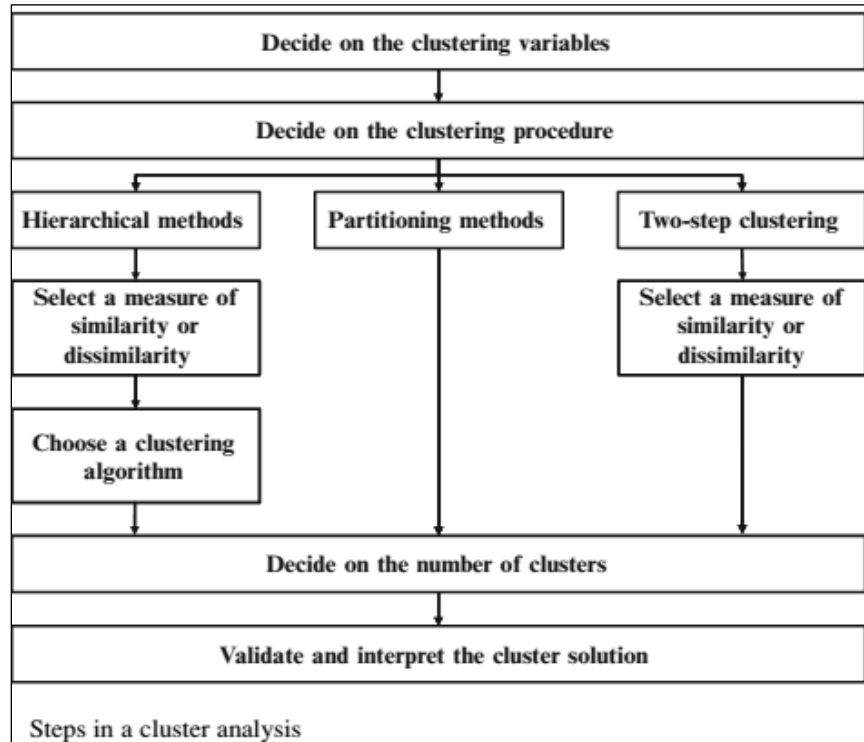 Decide on the clustering variables
Decide on the clustering procedure
Hierarchical methods
Partitioning methods
Two-step clustering
Select a measure of
similarity or
dissimilarity
Select a measure of
similarity or
dissimilarity
Choose a clustering
algorithm
Decide on the number of clusters
Validate and interpret the cluster solution
Steps in a cluster analysis